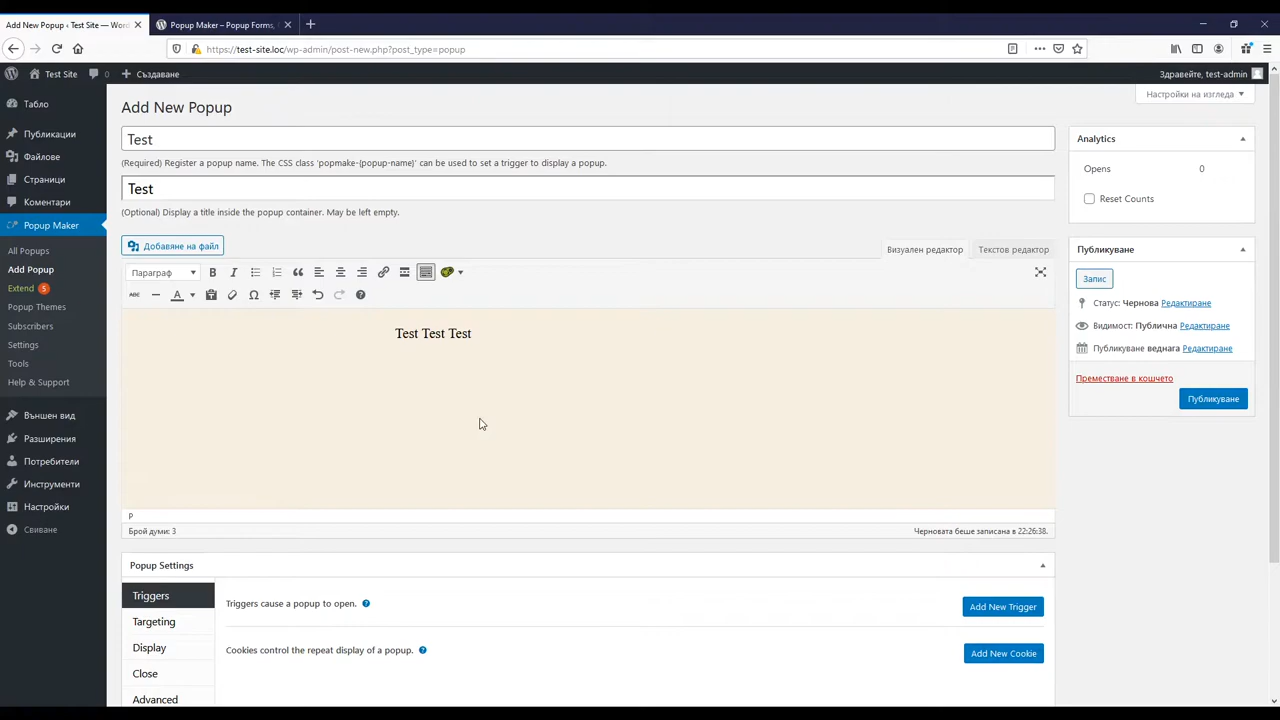 Add New Popup ‹ Test Site — Word
Popup Maker – Popup Forms,
https://test-site.loc/wp-admin/post-new.php?post_type=popup
Test Site
0
Създаване
Здравейте, test-admin
Настройки на изгледа
Табло
Публикации
Файлове
Страници
Коментари
Popup Maker
All Popups
Add Popup
Extend 5
Popup Themes
Subscribers
Settings
Tools
Help & Support
Външен вид
Разширения
Потребители
Инструменти
Настройки
Свиване
Add New Popup
Test
(Required) Register a popup name. The CSS class 'popmake-{popup-name}' can be used to set a trigger to display a popup.
Test
(Optional) Display a title inside the popup container. May be left empty.
Добавяне на файл
Визуален редактор
Текстов редактор
Параграф
Test Test Test
P
Брой думи: 3
Черновата беше записана в 22:26:38.
Popup Settings
Triggers
Targeting
Display
Close
Advanced
Triggers cause a popup to open.
Add New Trigger
Cookies control the repeat display of a popup.
Add New Cookie
Analytics
Opens 0
Reset Counts
Публикуване
Запис
Статус: Чернова Редактиране
Видимост: Публична Редактиране
Публикуване веднага Редактиране
Преместване в кошчето
Публикуване